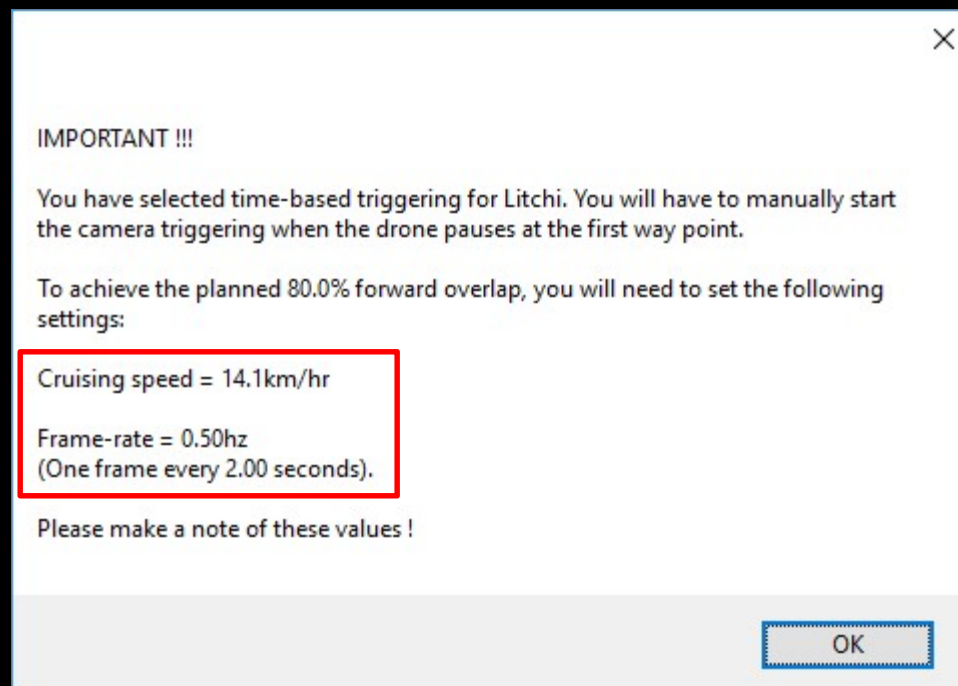 IMPORTANT !!!
You have selected time-based triggering for Litchi. You will have to manually start
the camera triggering when the drone pauses at the first way point.
To achieve the planned 80.0% forward overlap, you will need to set the following
settings:
Cruising speed = 14.1km/hr
Frame-rate = 0.50hz
(One frame every 2.00 seconds).
Please make a note of these values !
OK